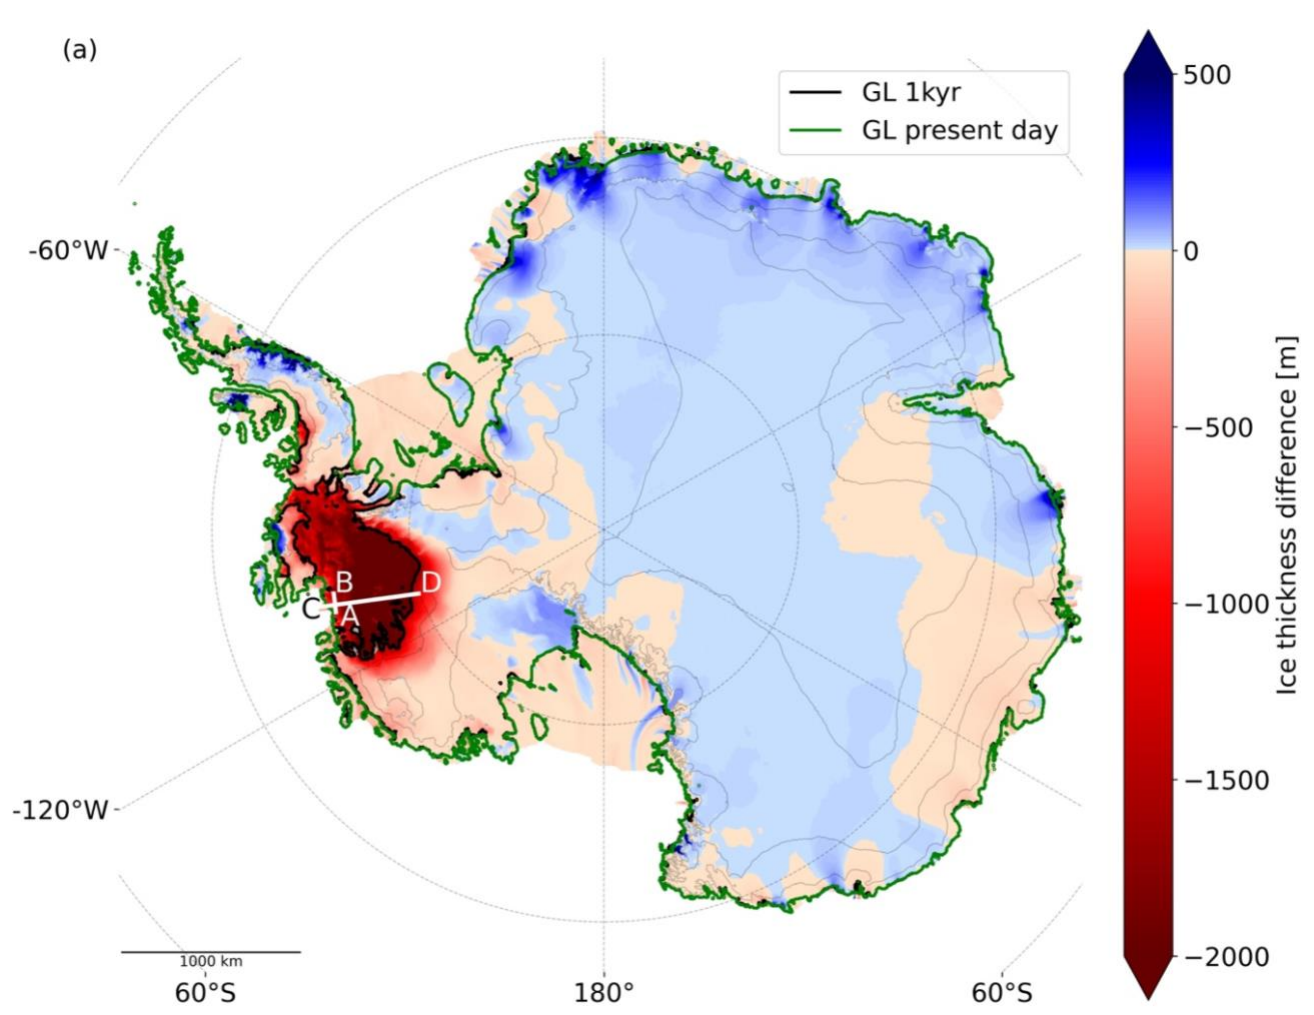 (a)
GL 1kyr
GL present day
500
0
−500
−1000
−1500
−2000
Ice thickness difference [m]
-60°W
-120°W
B
D
C
A
1000 km
60°S
180°
60°S